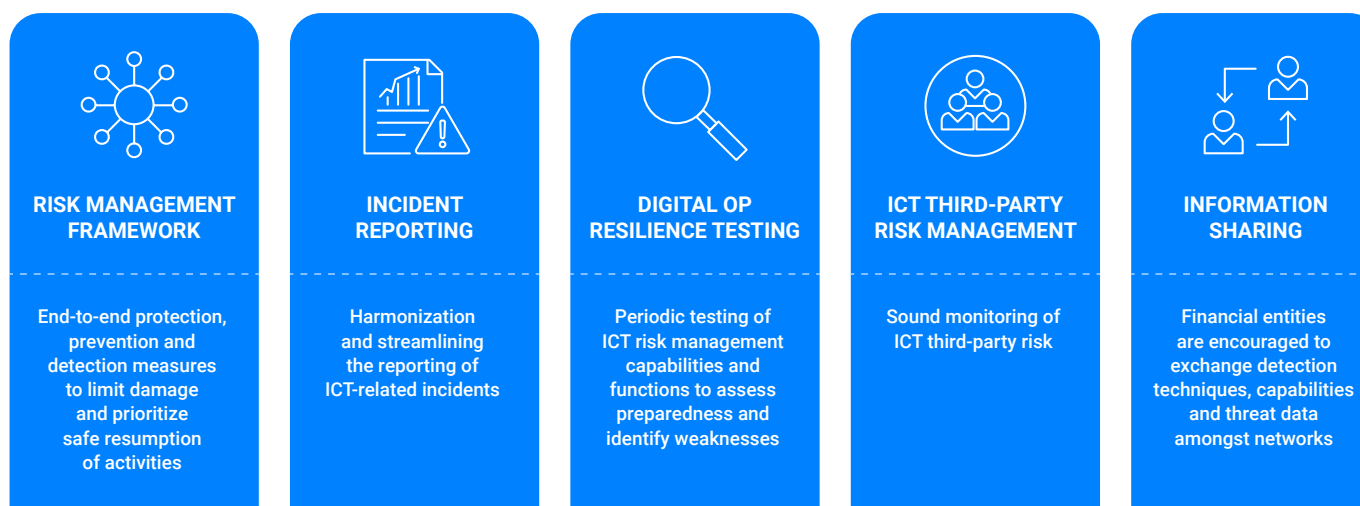 RISK MANAGEMENT
FRAMEWORK
End-to-end protection,
prevention and
detection measures
to limit damage
and prioritize
safe resumption
of activities
INCIDENT
REPORTING
Harmonization
and streamlining
the reporting of
ICT-related incidents
DIGITAL OP
RESILIENCE TESTING
Periodic testing of
ICT risk management
capabilities and
functions to assess
preparedness and
identify weaknesses
ICT THIRD-PARTY
RISK MANAGEMENT
Sound monitoring of
ICT third-party risk
INFORMATION
SHARING
Financial entities
are encouraged to
exchange detection
techniques, capabilities
and threat data
amongst networks